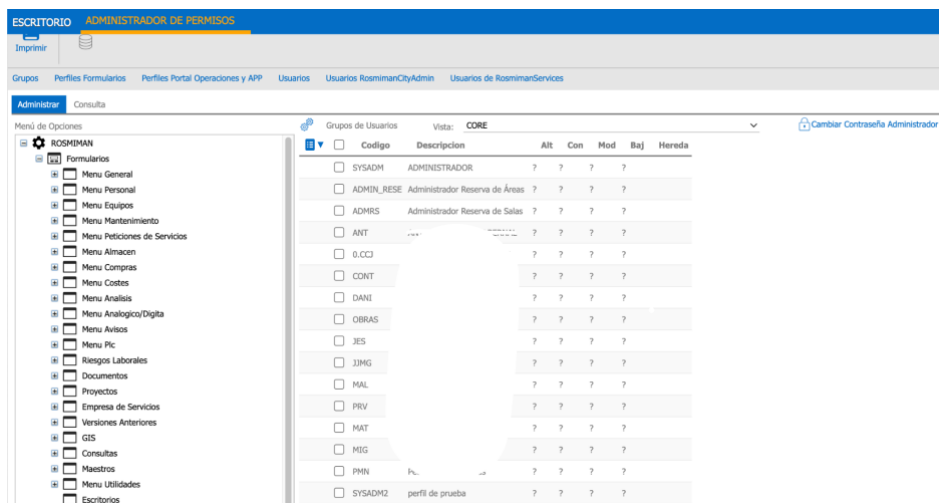 ESCRITORIO ADMINISTRADOR DE PERMISOS
Imprimir
Grupos Perfiles Formularios Perfiles Portal Operaciones y APP Usuarios Usuarios RosmimanCityAdmin Usuarios de RosmimanServices
Administrar Consulta
Menú de Opciones
ROSMIMAN
Formularios
Menu General
Menu Personal
Menu Equipos
Menu Mantenimiento
Menu Peticiones de Servicios
Menu Almacen
Menu Compras
Menu Costes
Menu Analisis
Menu Analogico/Digita
Menu Avisos
Menu Plc
Riesgos Laborales
Documentos
Proyectos
Empresa de Servicios
Versiones Anteriores
GIS
Consultas
Maestros
Menu Utilidades
Escritorios
Grupos de Usuarios Vista: CORE
Cambiar Contraseña Administrador
Codigo Descripcion Alt Con Mod Baj Hereda
SYSADM ADMINISTRADOR ? ? ? ?
ADMIN_RESE Administrador Reserva de Áreas ? ? ? ?
ADMRS Administrador Reserva de Salas ? ? ? ?
ANT ? ? ? ?
0.CCJ ? ? ? ?
CONT ? ? ? ?
DANI ? ? ? ?
OBRAS ? ? ? ?
JES ? ? ? ?
JJMG ? ? ? ?
MAL ? ? ? ?
PRV ? ? ? ?
MAT ? ? ? ?
MIG ? ? ? ?
PMN ? ? ? ?
SYSADM2 perfil de prueba ? ? ? ?